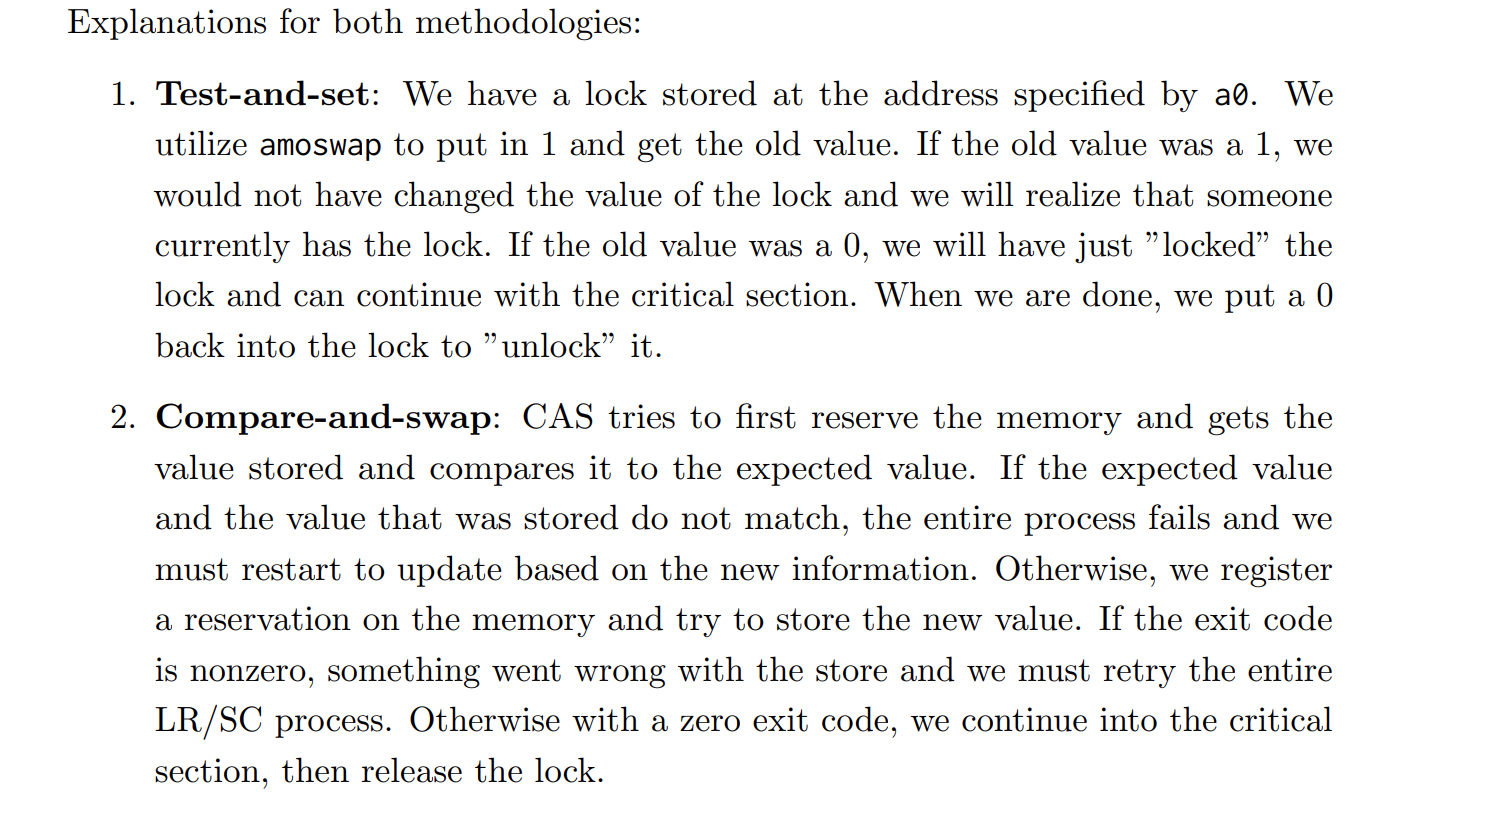 Explanations for both methodologies:
1. Test-and-set: We have a lock stored at the address specified by a0. We
utilize amoswap to put in 1 and get the old value. If the old value was a 1, we
would not have changed the value of the lock and we will realize that someone
currently has the lock. If the old value was a 0, we will have just ”locked” the
lock and can continue with the critical section. When we are done, we put a 0
back into the lock to ”unlock” it.
2. Compare-and-swap: CAS tries to first reserve the memory and gets the
value stored and compares it to the expected value. If the expected value
and the value that was stored do not match, the entire process fails and we
must restart to update based on the new information. Otherwise, we register
a reservation on the memory and try to store the new value. If the exit code
is nonzero, something went wrong with the store and we must retry the entire
LR/SC process. Otherwise with a zero exit code, we continue into the critical
section, then release the lock.